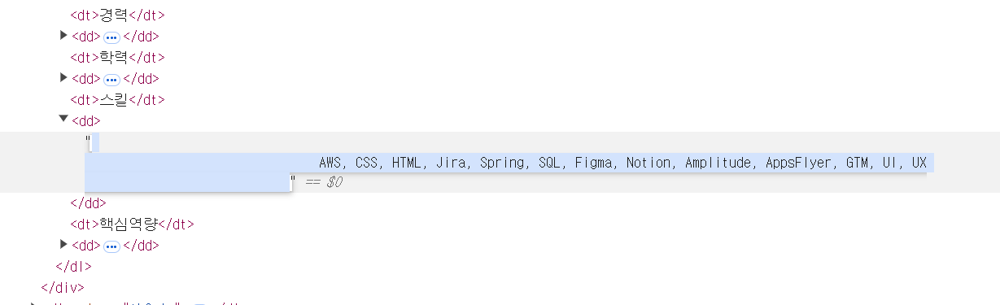 <dt>경력</dt>
<dd>…</dd>
<dt>학력</dt>
<dd>…</dd>
<dt>스킬</dt>
<dd>
"
AWS, CSS, HTML, Jira, Spring, SQL, Figma, Notion, Amplitude, AppsFlyer, GTM, UI, UX
" == $0
</dd>
<dt>핵심역량</dt>
<dd>…</dd>
</dl>
</div>